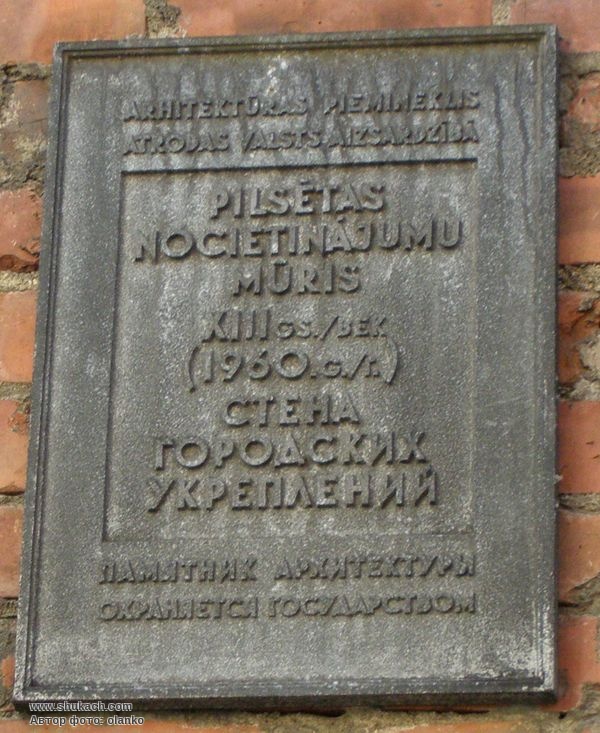 ARHITEKTŪRAS PIEMINEKLIS
ATRODAS VALSTS AIZSARDZĪBĀ
PILSĒTAS
NOCIETINĀJUMU
MŪRIS
XIII GS./ВЕК
(1960.G./Г.)
СТЕНА
ГОРОДСКИХ
УКРЕПЛЕНИЙ
ПАМЯТНИК АРХИТЕКТУРЫ
ОХРАНЯЕТСЯ ГОСУДАРСТВОМ
www.shukach.com
Автор фото: olanko